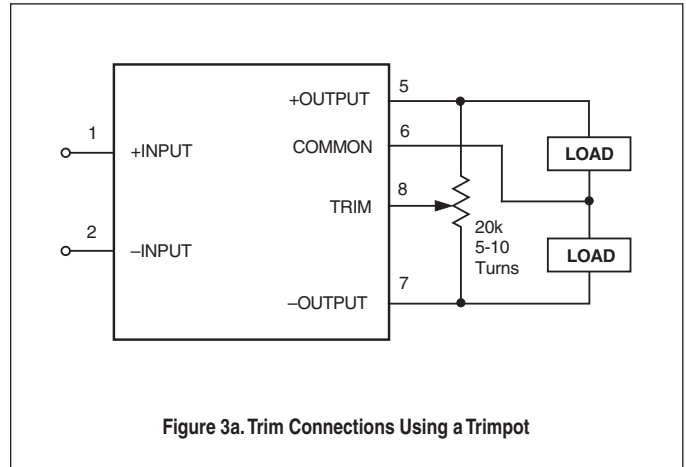 5
+OUTPUT
6
1
COMMON
LOAD
+INPUT
8
TRIM
20k
5-10
Turns
2
LOAD
–INPUT
7
–OUTPUT
Figure 3a. Trim Connections Using a Trimpot